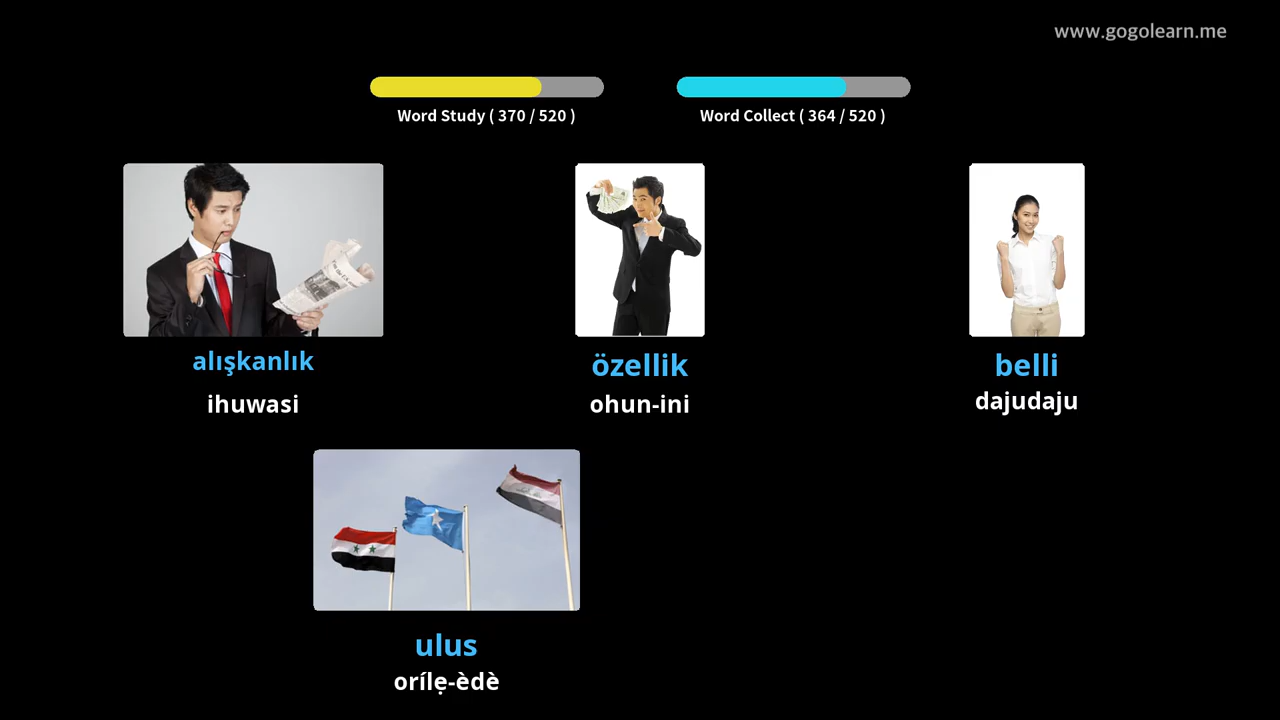 www.gogolearn.me
Word Study ( 370 / 520 )
Word Collect ( 364 / 520 )
alışkanlık
ihuwasi
özellik
ohun-ini
belli
dajudaju
ulus
orílẹ-èdè